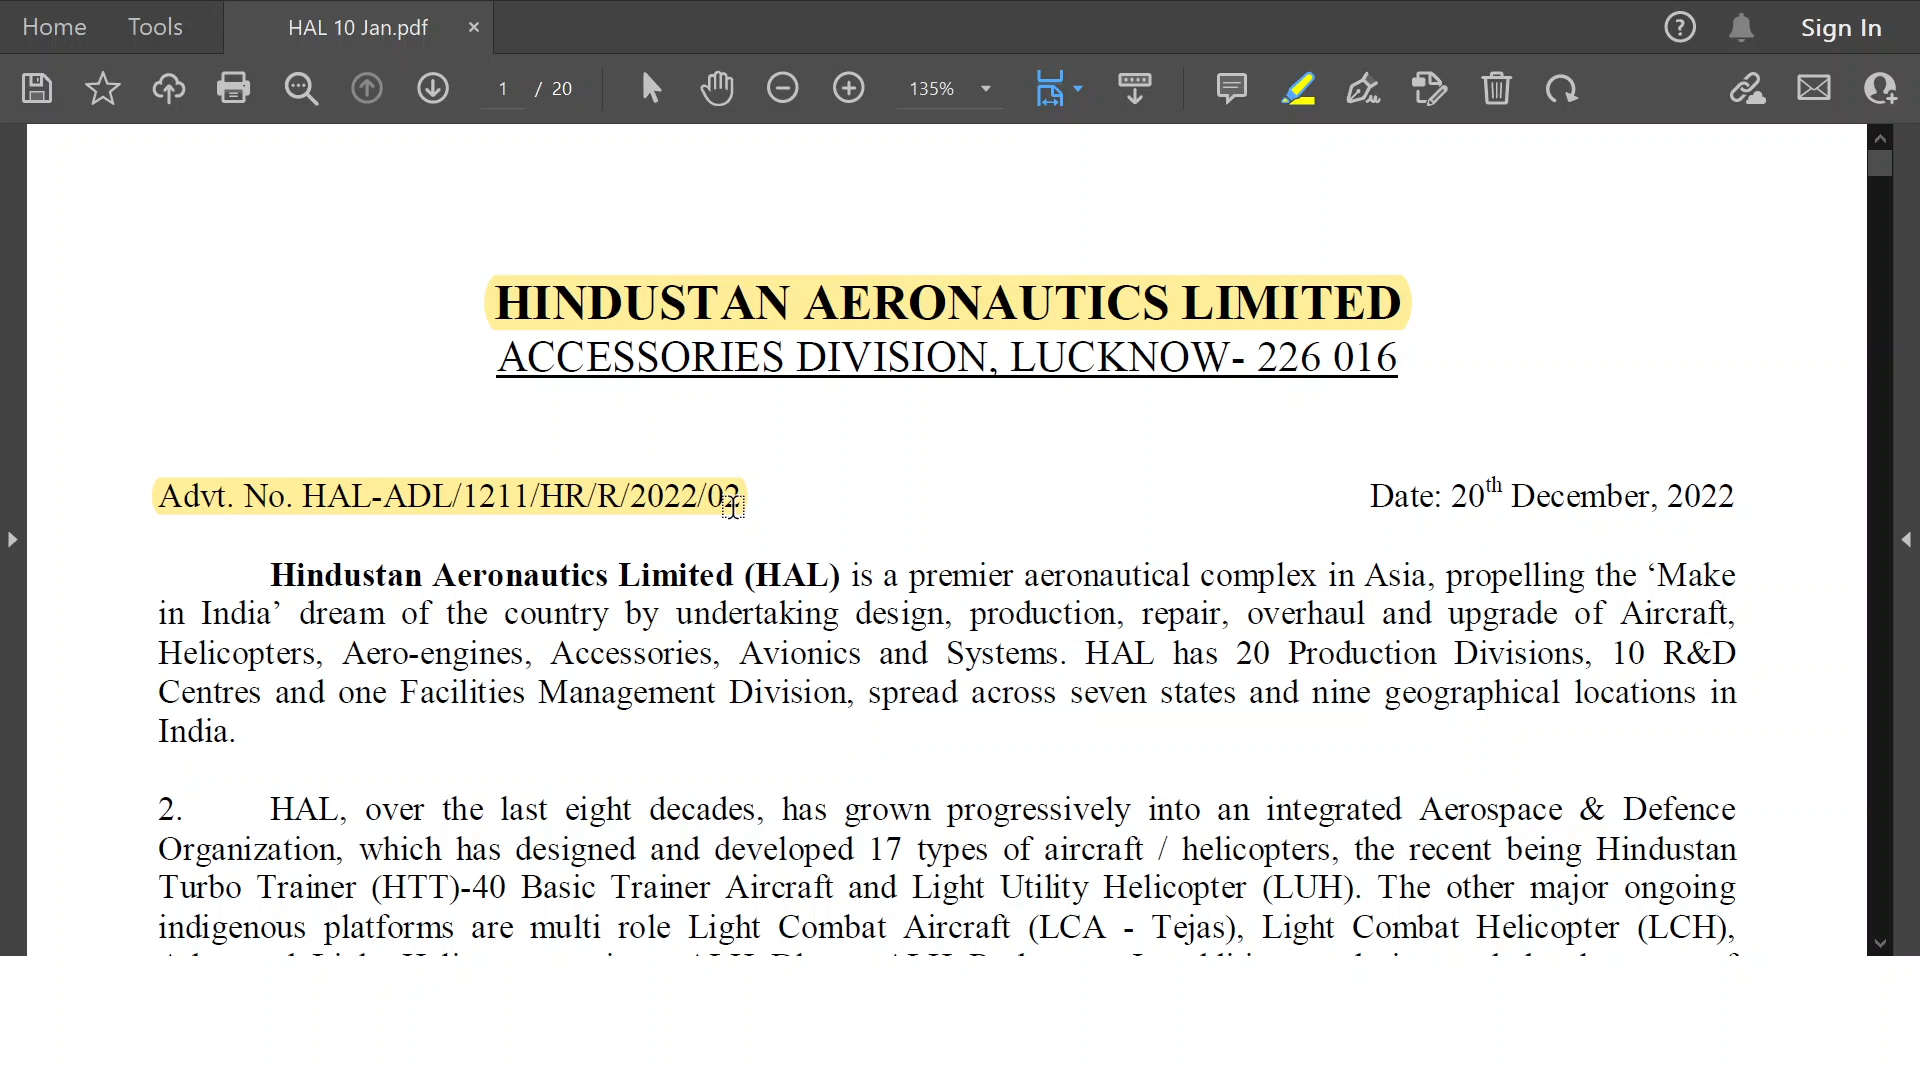 Home Tools HAL 10 Jan.pdf × Sign In
1 / 20 135%
HINDUSTAN AERONAUTICS LIMITED
ACCESSORIES DIVISION, LUCKNOW- 226 016
Advt. No. HAL-ADL/1211/HR/R/2022/02 Date: 20th December, 2022
Hindustan Aeronautics Limited (HAL) is a premier aeronautical complex in Asia, propelling the ‘Make
in India’ dream of the country by undertaking design, production, repair, overhaul and upgrade of Aircraft,
Helicopters, Aero-engines, Accessories, Avionics and Systems. HAL has 20 Production Divisions, 10 R&D
Centres and one Facilities Management Division, spread across seven states and nine geographical locations in
India.
2. HAL, over the last eight decades, has grown progressively into an integrated Aerospace & Defence
Organization, which has designed and developed 17 types of aircraft / helicopters, the recent being Hindustan
Turbo Trainer (HTT)-40 Basic Trainer Aircraft and Light Utility Helicopter (LUH). The other major ongoing
indigenous platforms are multi role Light Combat Aircraft (LCA - Tejas), Light Combat Helicopter (LCH),